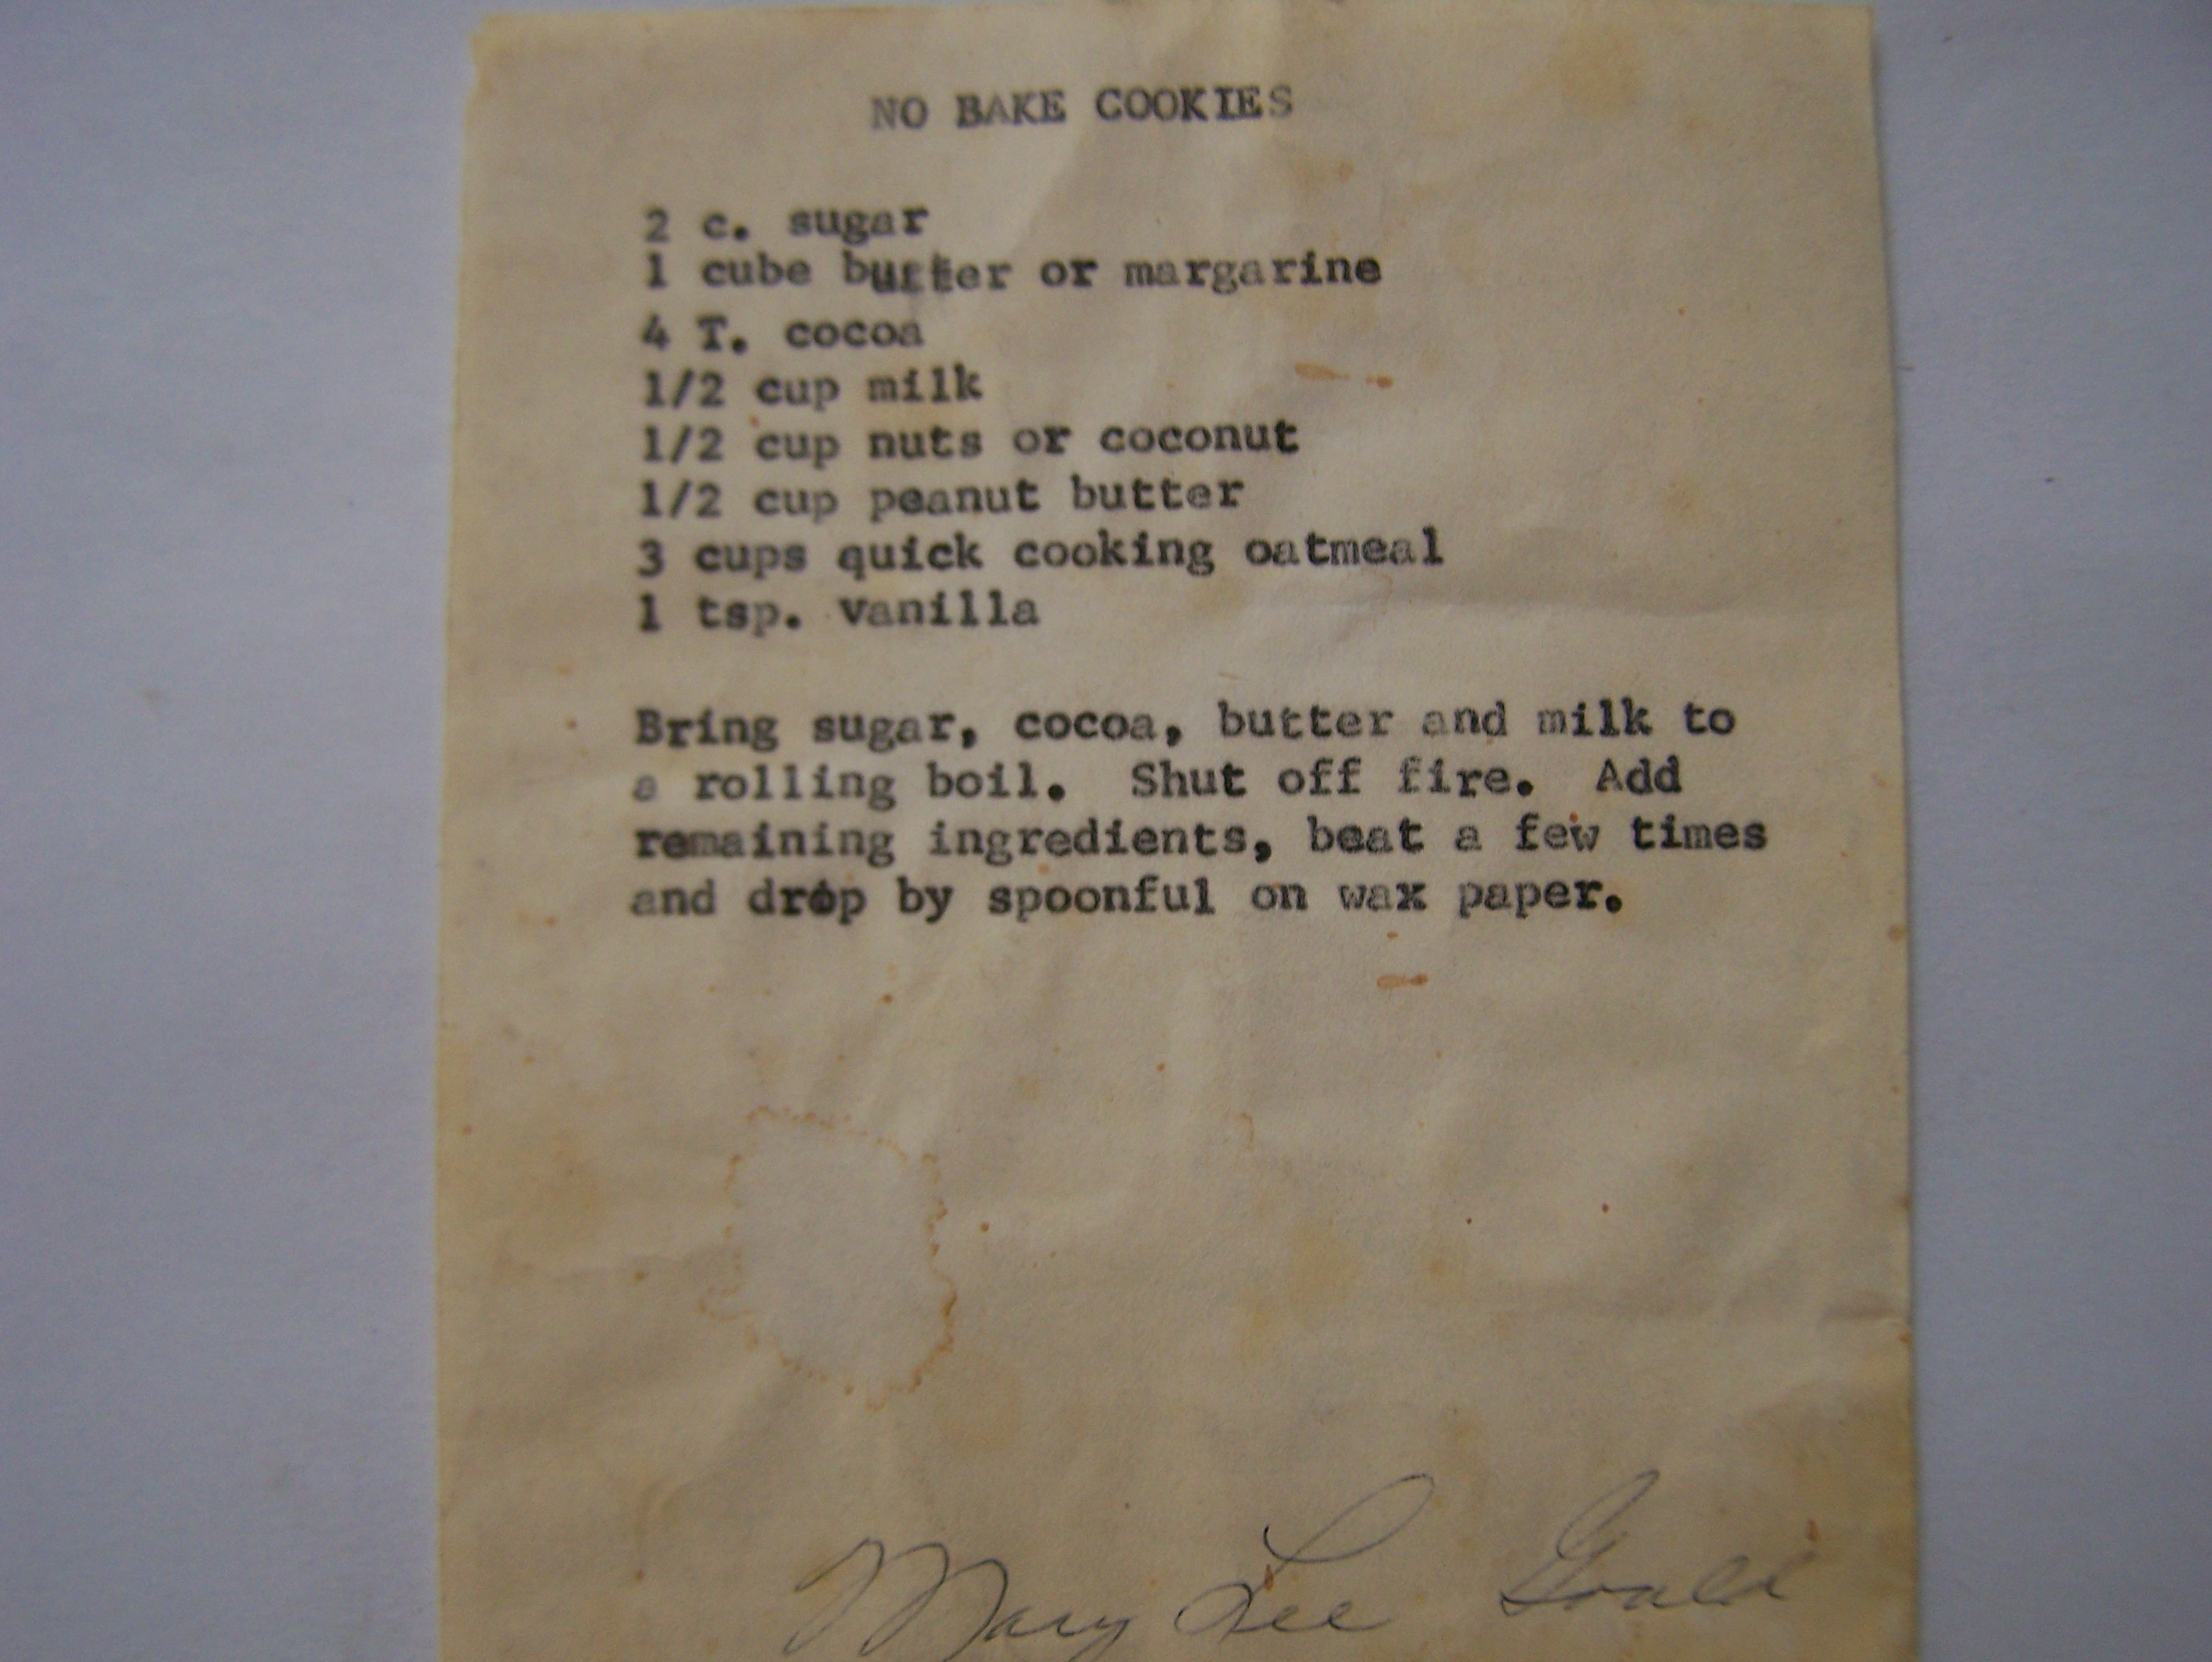 NO BAKE COOKIES
2 c. sugar
1 cube butter or margarine
4 T. cocoa
1/2 cup milk
1/2 cup nuts or coconut
1/2 cup peanut butter
3 cups quick cooking oatmeal
1 tsp. vanilla
Bring sugar, cocoa, butter and milk to
a rolling boil.  Shut off fire.  Add
remaining ingredients, beat a few times
and drop by spoonful on wax paper.
Mary Lee